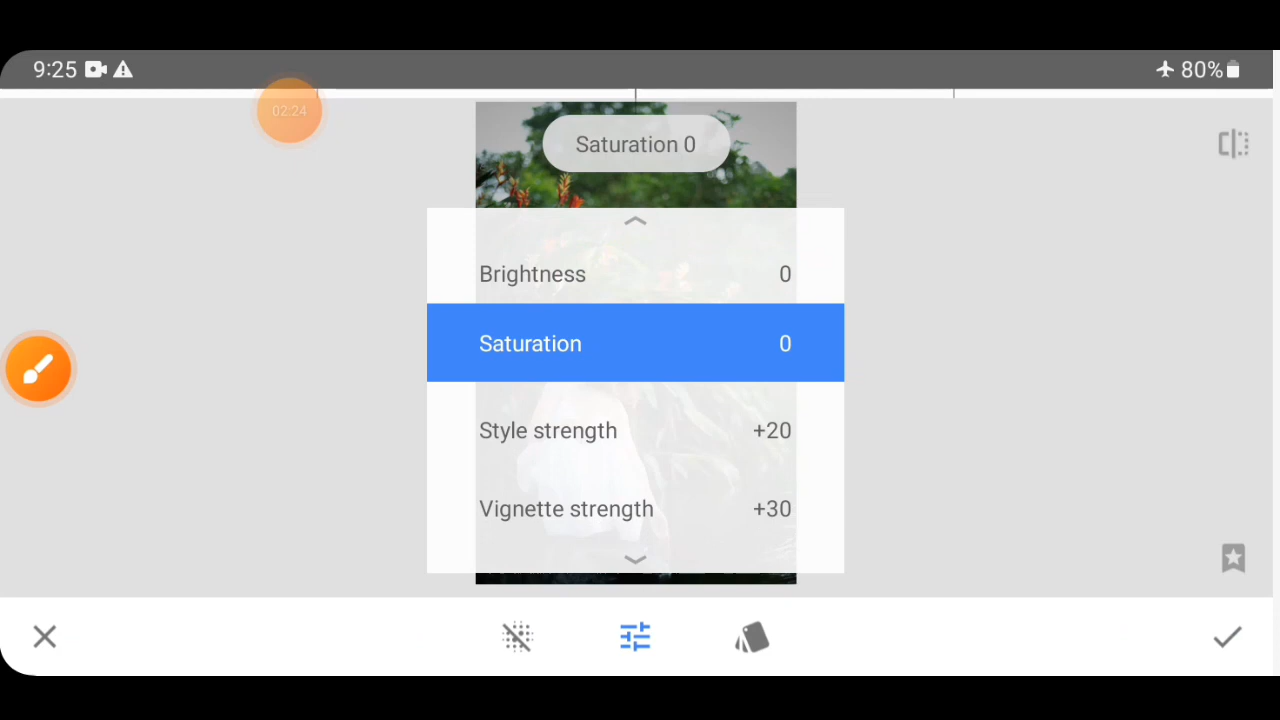 9:25
80%
02:24
Saturation 0
Brightness 0
Saturation 0
Style strength +20
Vignette strength +30